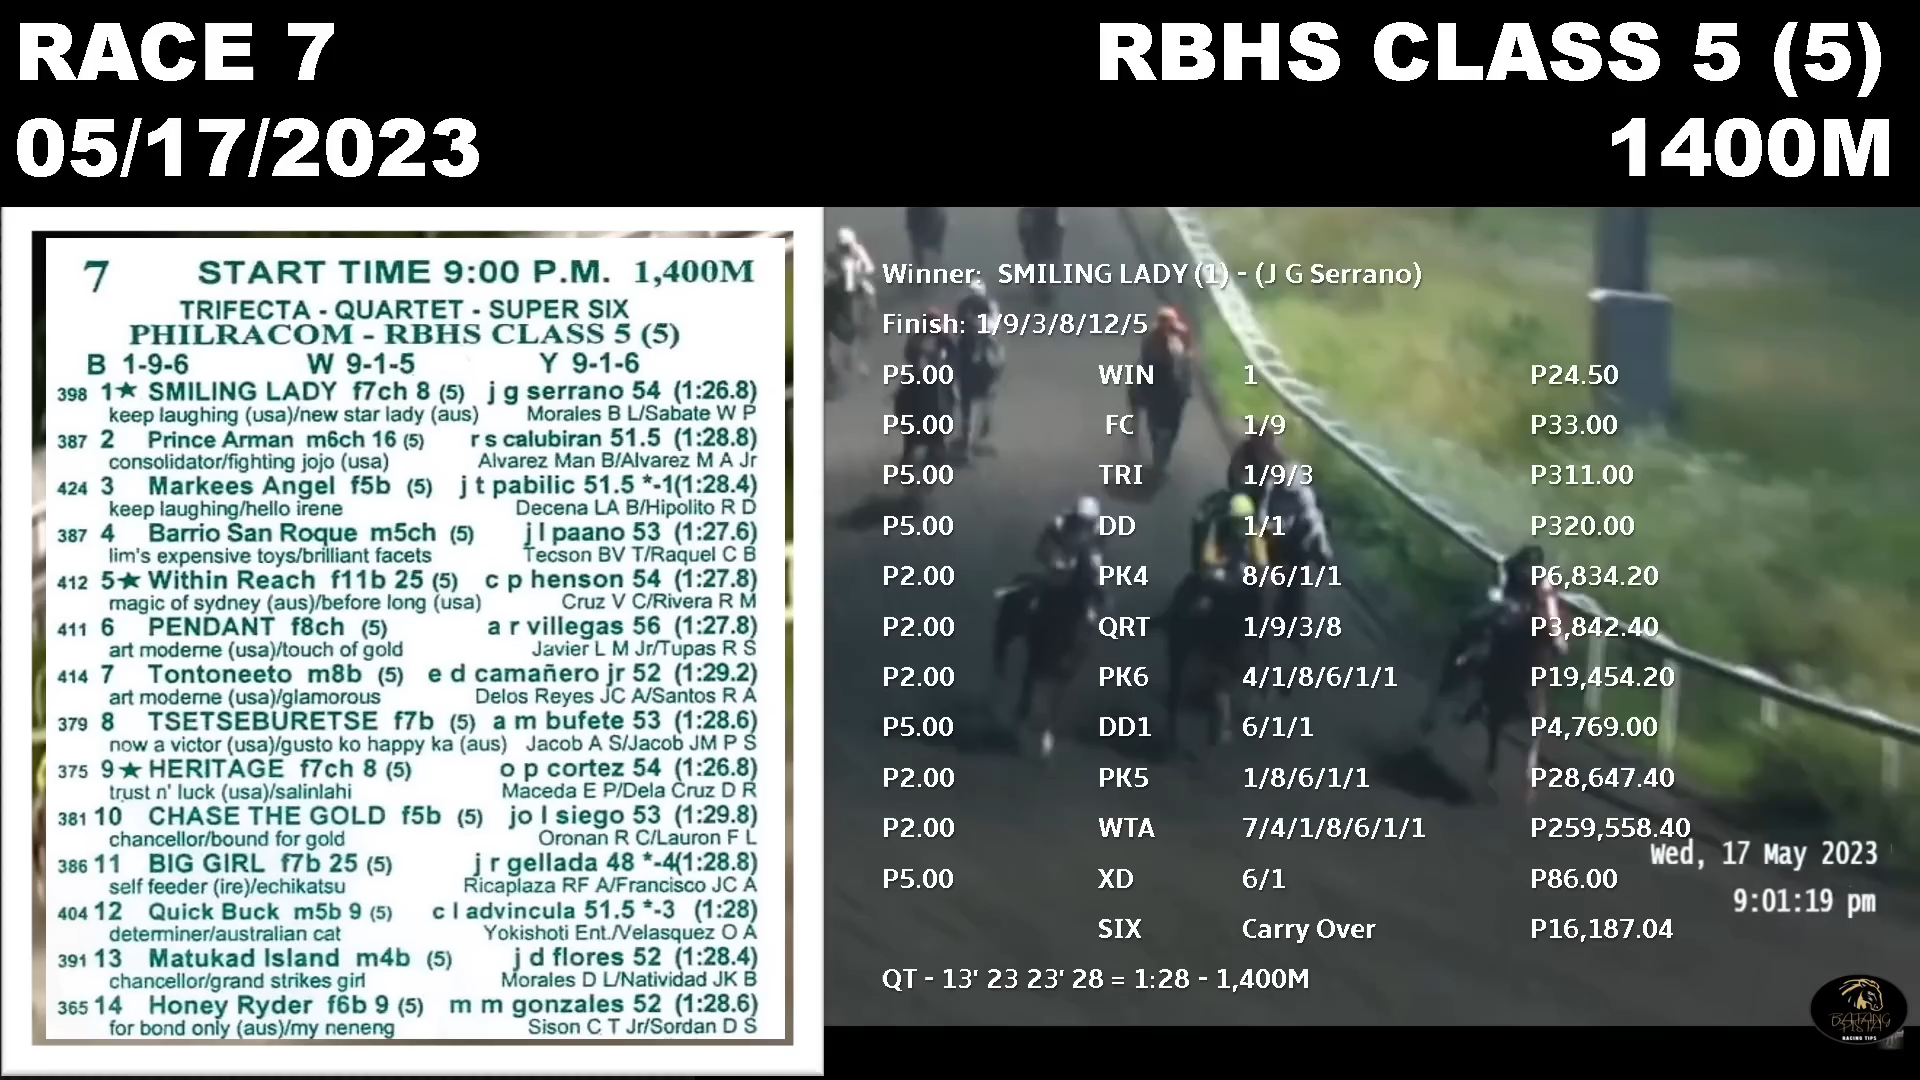 RACE 7
05/17/2023
RBHS CLASS 5 (5)
1400M
7 START TIME 9:00 P.M. 1,400M
TRIFECTA - QUARTET - SUPER SIX
PHILRACOM - RBHS CLASS 5 (5)
B 1-9-6 W 9-1-5 Y 9-1-6
398 1★ SMILING LADY f7ch 8 (5) j g serrano 54 (1:26.8)
keep laughing (usa)/new star lady (aus) Morales B L/Sabate W P
387 2 Prince Arman m6ch 16 (5) r s calubiran 51.5 (1:28.8)
consolidator/fighting jojo (usa) Alvarez Man B/Alvarez M A Jr
424 3 Markees Angel f5b (5) j t pabilic 51.5 *-1(1:28.4)
keep laughing/hello irene Decena LA B/Hipolito R D
387 4 Barrio San Roque m5ch (5) j l paano 53 (1:27.6)
lim's expensive toys/brilliant facets Tecson BV T/Raquel C B
412 5★ Within Reach f11b 25 (5) c p henson 54 (1:27.8)
magic of sydney (aus)/before long (usa) Cruz V C/Rivera R M
411 6 PENDANT f8ch (5) a r villegas 56 (1:27.8)
art moderne (usa)/touch of gold Javier L M Jr/Tupas R S
414 7 Tontoneeto m8b (5) e d camañero jr 52 (1:29.2)
art moderne (usa)/glamorous Delos Reyes JC A/Santos R A
379 8 TSETSEBURETSE f7b (5) a m bufete 53 (1:28.6)
now a victor (usa)/gusto ko happy ka (aus) Jacob A S/Jacob JM P S
375 9★ HERITAGE f7ch 8 (5) o p cortez 54 (1:26.8)
trust n' luck (usa)/salinlahi Maceda E P/Dela Cruz D R
381 10 CHASE THE GOLD f5b (5) jo l siego 53 (1:29.8)
chancellor/bound for gold Oronan R C/Lauron F L
386 11 BIG GIRL f7b 25 (5) j r gellada 48 *-4(1:28.8)
self feeder (ire)/echikatsu Ricaplaza RF A/Francisco JC A
404 12 Quick Buck m5b 9 (5) c l advincula 51.5 *-3 (1:28)
determiner/australian cat Yokishoti Ent./Velasquez O A
391 13 Matukad Island m4b (5) j d flores 52 (1:28.4)
chancellor/grand strikes girl Morales D L/Natividad JK B
365 14 Honey Ryder f6b 9 (5) m m gonzales 52 (1:28.6)
for bond only (aus)/my neneng Sison C T Jr/Sordan D S
Winner: SMILING LADY (1) - (J G Serrano)
Finish: 1/9/3/8/12/5
P5.00 WIN 1 P24.50
P5.00 FC 1/9 P33.00
P5.00 TRI 1/9/3 P311.00
P5.00 DD 1/1 P320.00
P2.00 PK4 8/6/1/1 P6,834.20
P2.00 QRT 1/9/3/8 P3,842.40
P2.00 PK6 4/1/8/6/1/1 P19,454.20
P5.00 DD1 6/1/1 P4,769.00
P2.00 PK5 1/8/6/1/1 P28,647.40
P2.00 WTA 7/4/1/8/6/1/1 P259,558.40
Wed, 17 May 2023
P5.00 XD 6/1 P86.00
9:01:19 pm
SIX Carry Over P16,187.04
QT - 13' 23 23' 28 = 1:28 - 1,400M
BATANG
PISTA
RACING TIPS